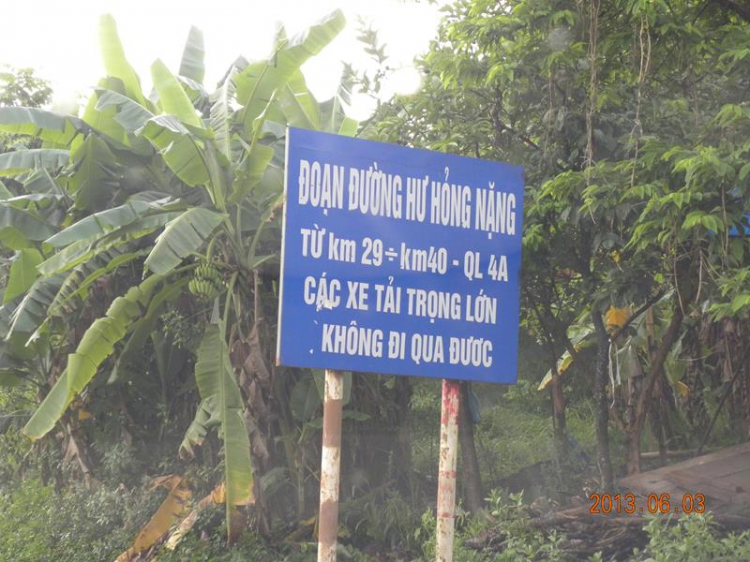 ĐOẠN ĐƯỜNG HƯ HỎNG NẶNG
TỪ km 29÷km40 - QL 4A
CÁC XE TẢI TRỌNG LỚN
KHÔNG ĐI QUA ĐƯƠC
2013.06.03